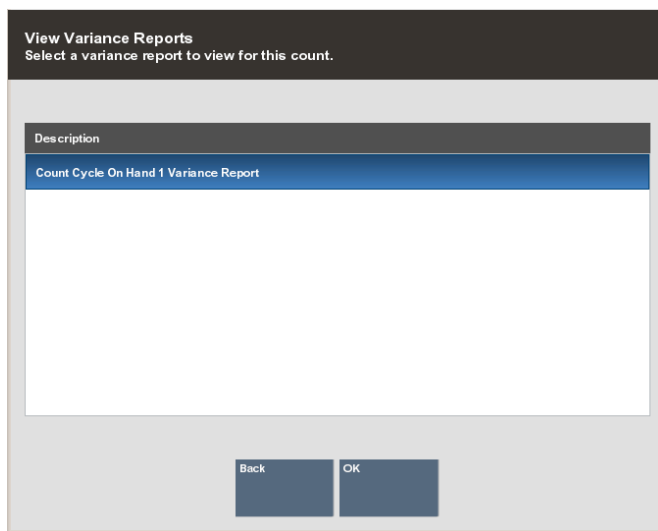 View Variance Reports
Select a variance report to view for this count.
Description
Count Cycle On Hand 1 Variance Report
Back
OK